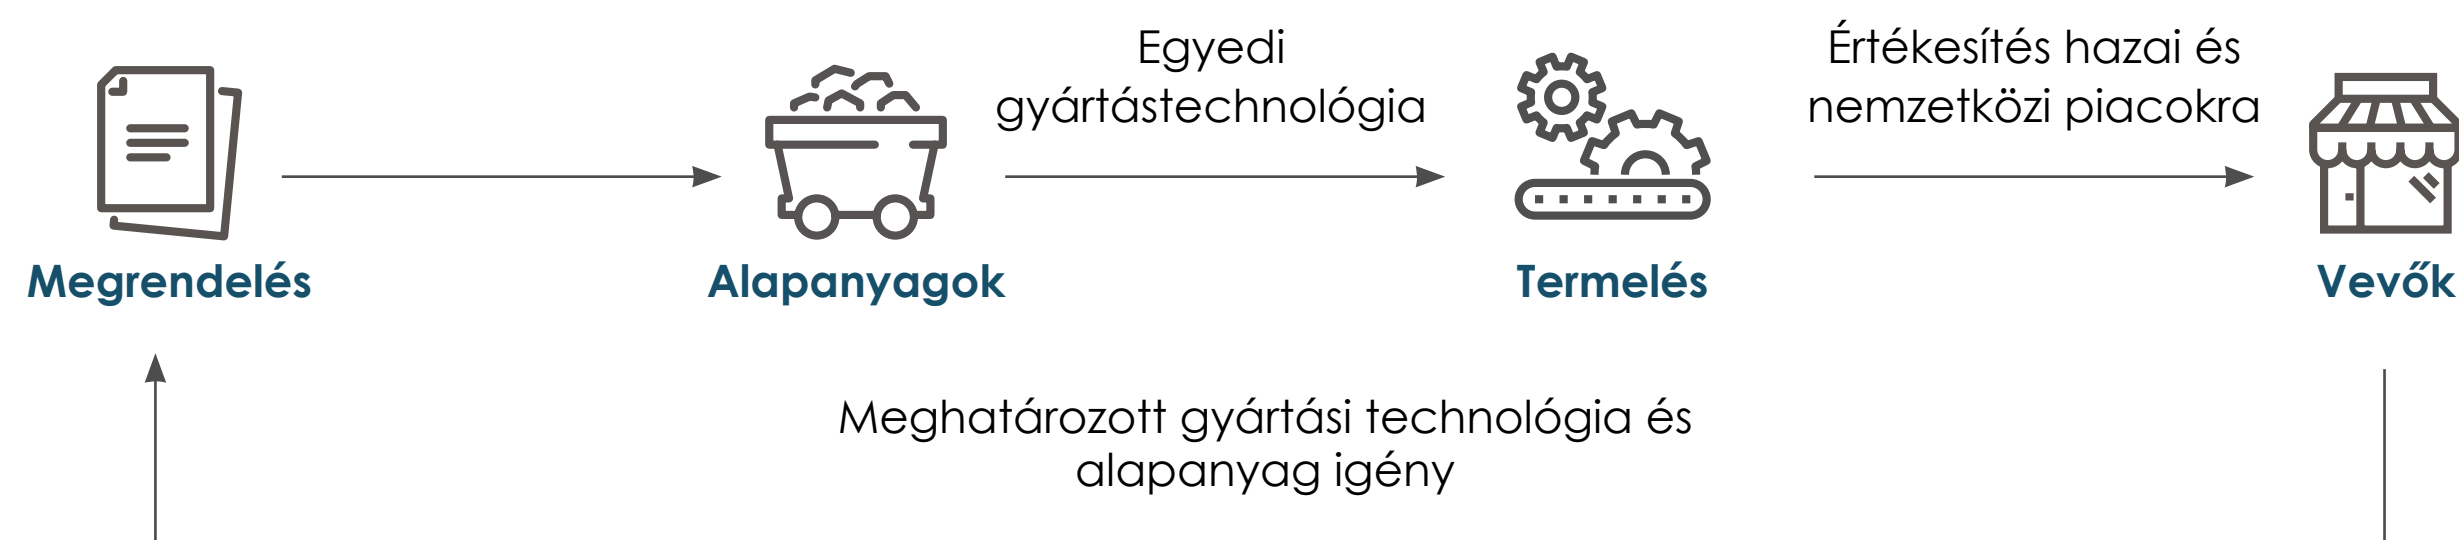 Egyedi
gyártástechnológia
Értékesítés hazai és
nemzetközi piacokra
Megrendelés
Alapanyagok
Termelés
Vevők
Meghatározott gyártási technológia és
alapanyag igény